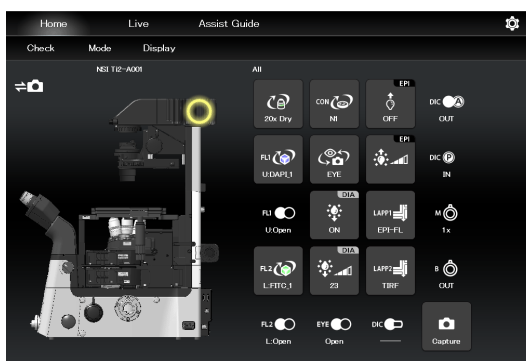 Home Live Assist Guide
Check Mode Display
NSI Ti2-A001 All
EPI
CON DIC A
20x Dry N1 OFF OUT
EPI
FL1 DIC P
U:DAPI_1 EYE IN
DIA
FL1 LAPP1 M
U:Open ON EPI-FL 1x
DIA
FL2 LAPP2 B
L:FITC_1 23 TIRF OUT
FL2 EYE DIC
L:Open Open Capture